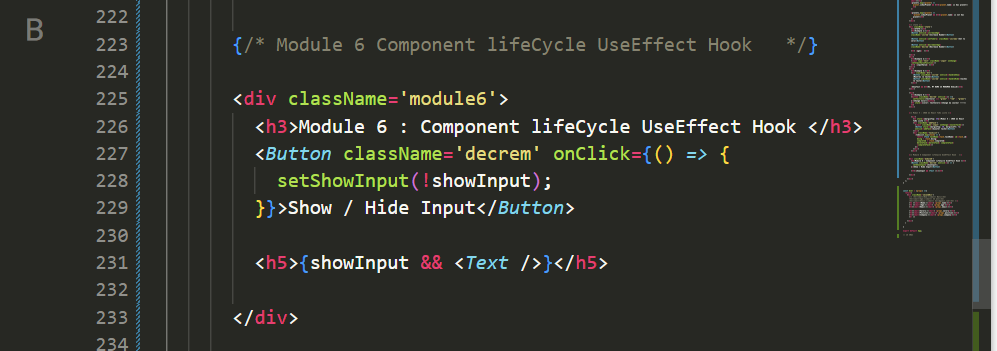 B
222
223 {/* Module 6 Component lifeCycle UseEffect Hook   */}
224
225 <div className='module6'>
226   <h3>Module 6 : Component lifeCycle UseEffect Hook </h3>
227   <Button className='decrem' onClick={() => {
228     setShowInput(!showInput);
229   }}>Show / Hide Input</Button>
230
231   <h5>{showInput && <Text />}</h5>
232
233 </div>
234